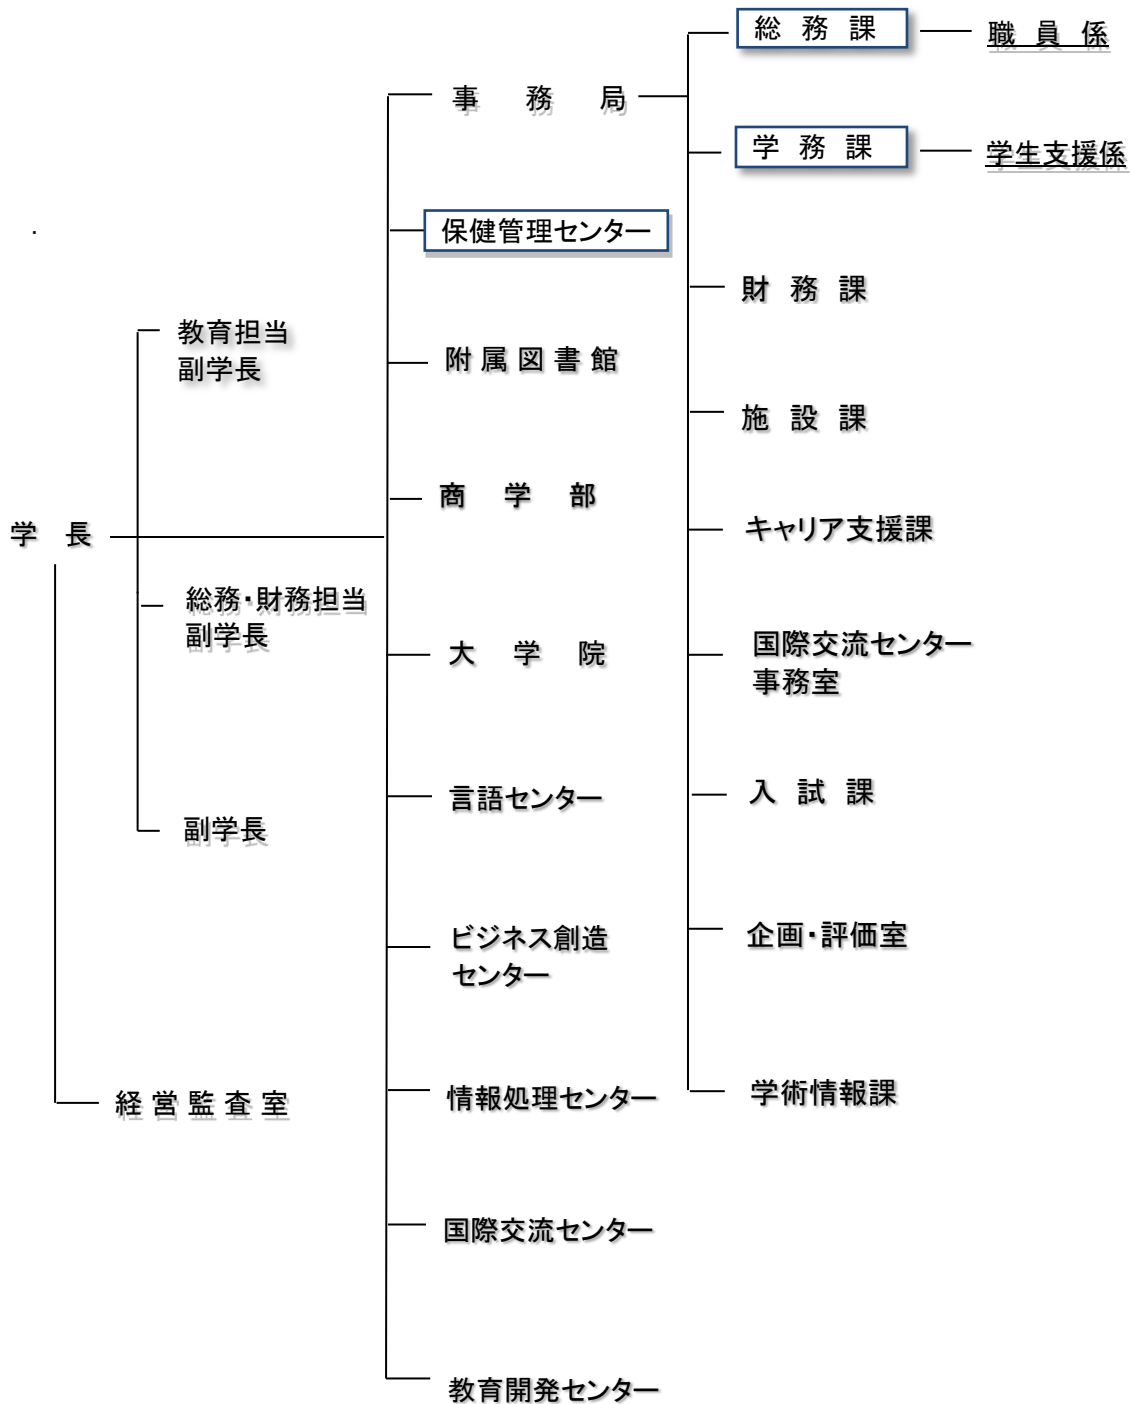 総 務 課
職 員 係
事 務 局
学 務 課
学生支援係
保健管理センター
財 務 課
教育担当
副学長
附 属 図 書 館
施 設 課
商 学 部
学 長
キャリア支援課
総務・財務担当
副学長
大 学 院
国際交流センター
事務室
言語センター
入 試 課
副学長
ビジネス創造
センター
企画・評価室
経 営 監 査 室
情報処理センター
学術情報課
国際交流センター
教育開発センター